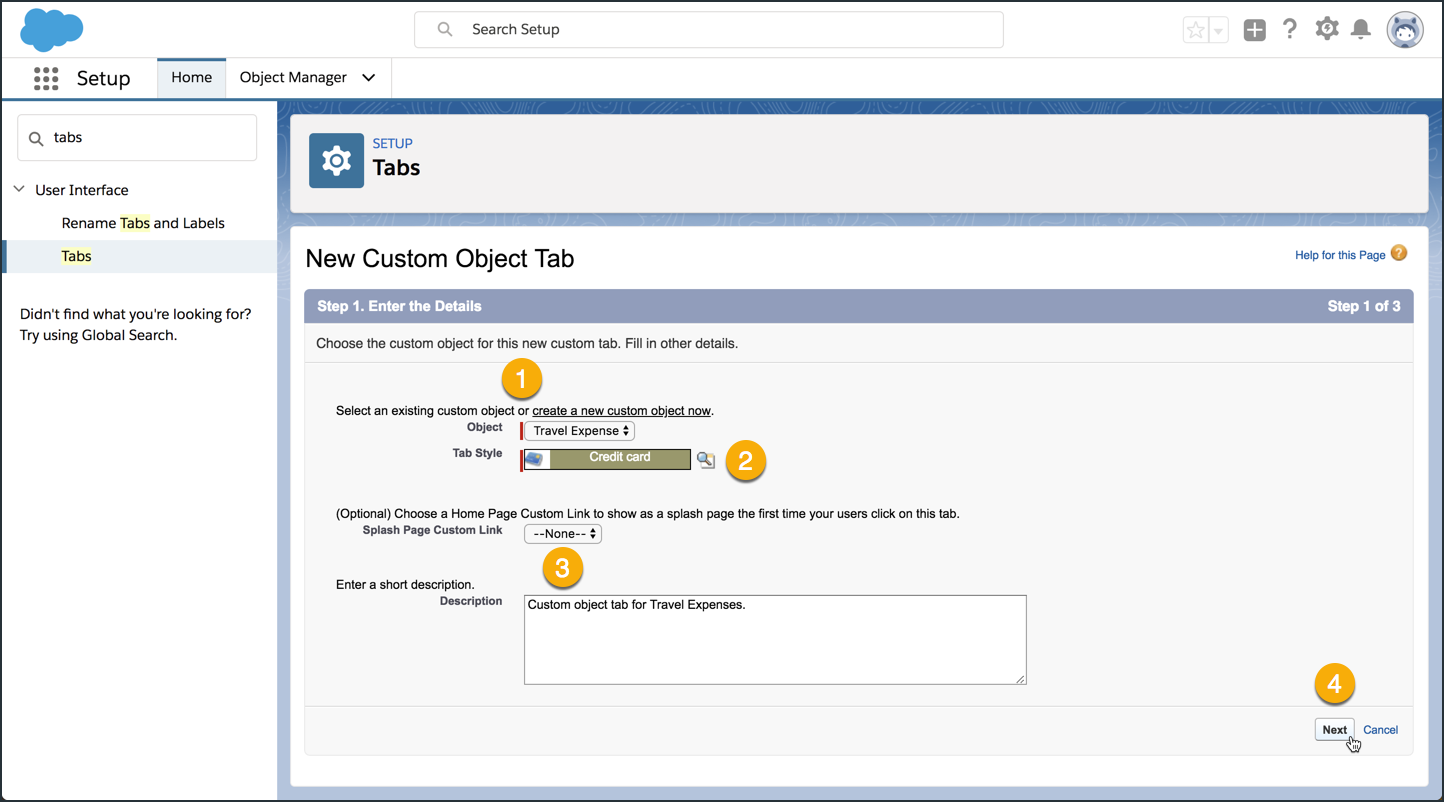 Search Setup
Setup
Home
Object Manager
tabs
User Interface
Rename Tabs and Labels
Tabs
Didn't find what you're looking for?
Try using Global Search.
SETUP
Tabs
New Custom Object Tab
Help for this Page ?
Step 1. Enter the Details
Step 1 of 3
Choose the custom object for this new custom tab. Fill in other details.
1
Select an existing custom object or create a new custom object now.
Object
Travel Expense
Tab Style
Credit card
2
(Optional) Choose a Home Page Custom Link to show as a splash page the first time your users click on this tab.
Splash Page Custom Link
--None--
3
Enter a short description.
Description
Custom object tab for Travel Expenses.
4
Next
Cancel